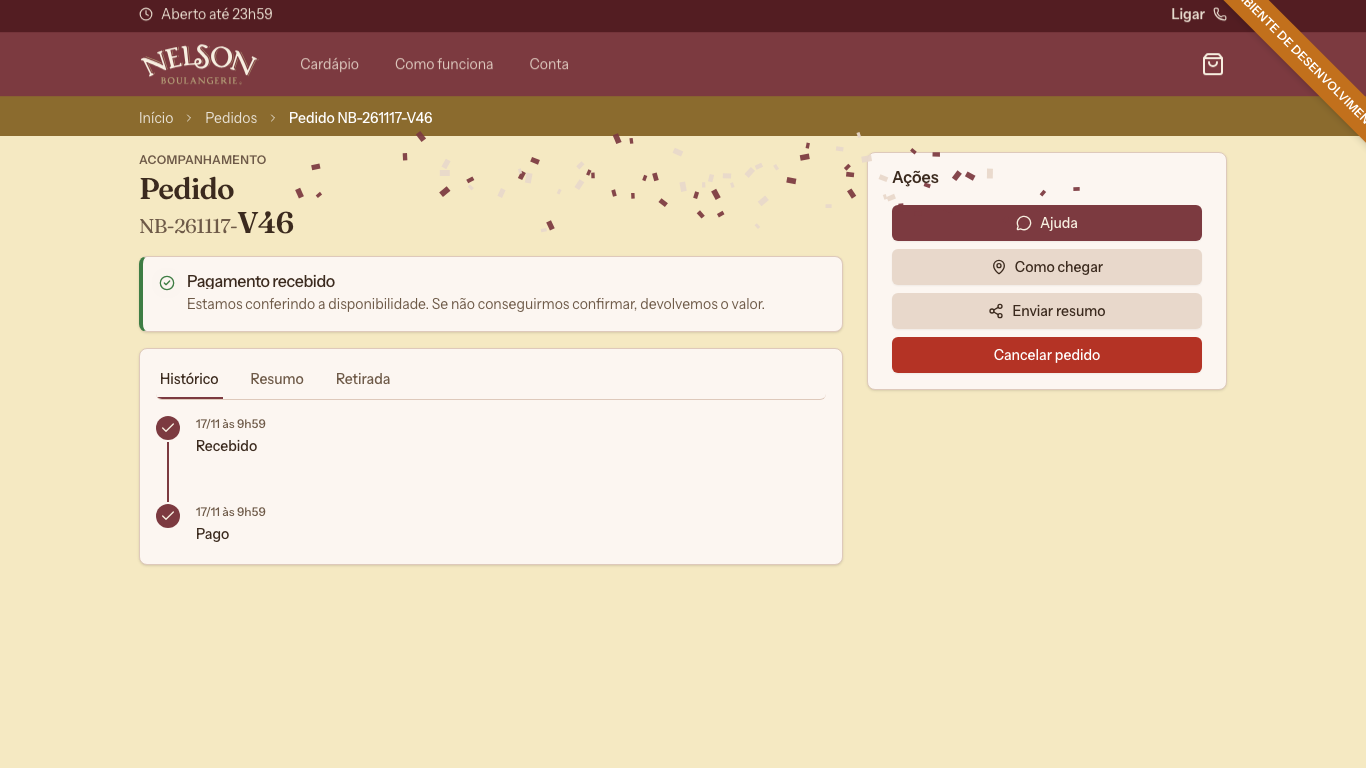 Aberto até 23h59
Ligar
NELSON
BOULANGERIE.
Cardápio
Como funciona
Conta
Início
Pedidos
Pedido NB-261117-V46
ACOMPANHAMENTO
Pedido
NB-261117-V46
Pagamento recebido
Estamos conferindo a disponibilidade. Se não conseguirmos confirmar, devolvemos o valor.
Histórico
Resumo
Retirada
17/11 às 9h59
Recebido
17/11 às 9h59
Pago
Ações
Ajuda
Como chegar
Enviar resumo
Cancelar pedido
DE